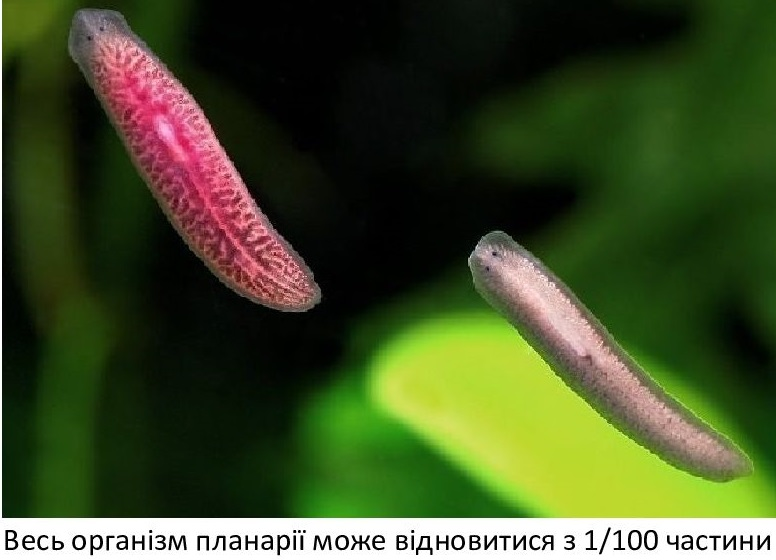 Весь організм планарії може відновитися з 1/100 частини